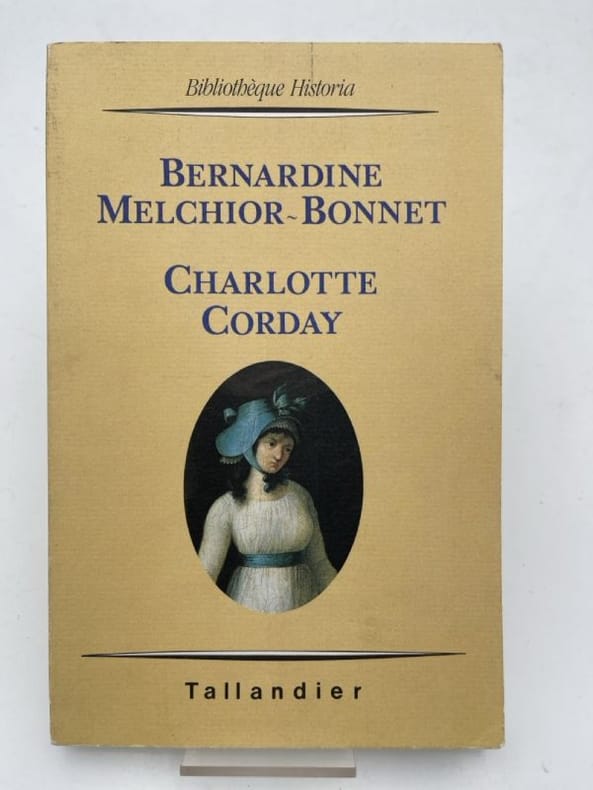 Bibliothèque Historia
BERNARDINE
MELCHIOR~BONNET
CHARLOTTE
CORDAY
Tallandier